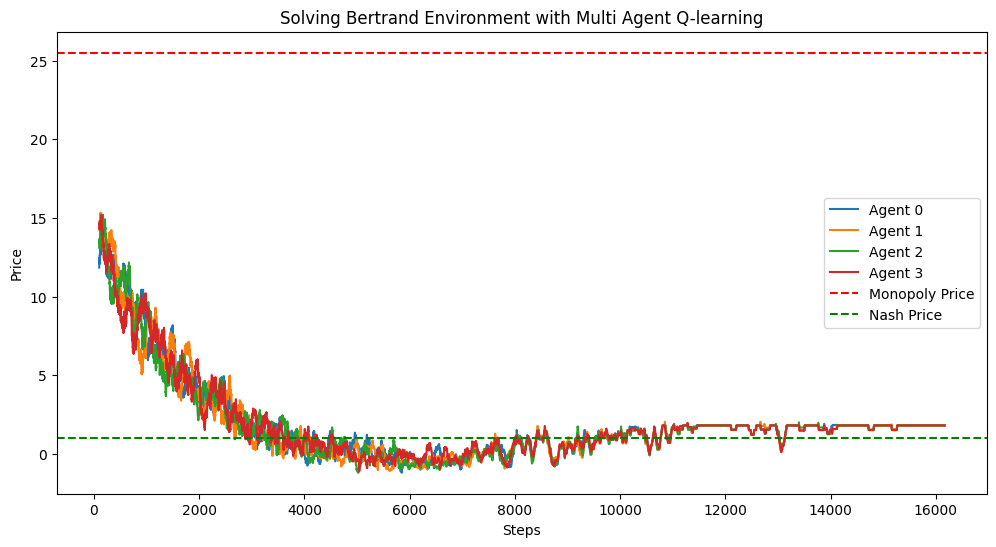 Solving Bertrand Environment with Multi Agent Q-learning
Price
25
20
15
10
5
0
Agent 0
Agent 1
Agent 2
Agent 3
Monopoly Price
Nash Price
0 2000 4000 6000 8000 10000 12000 14000 16000
Steps